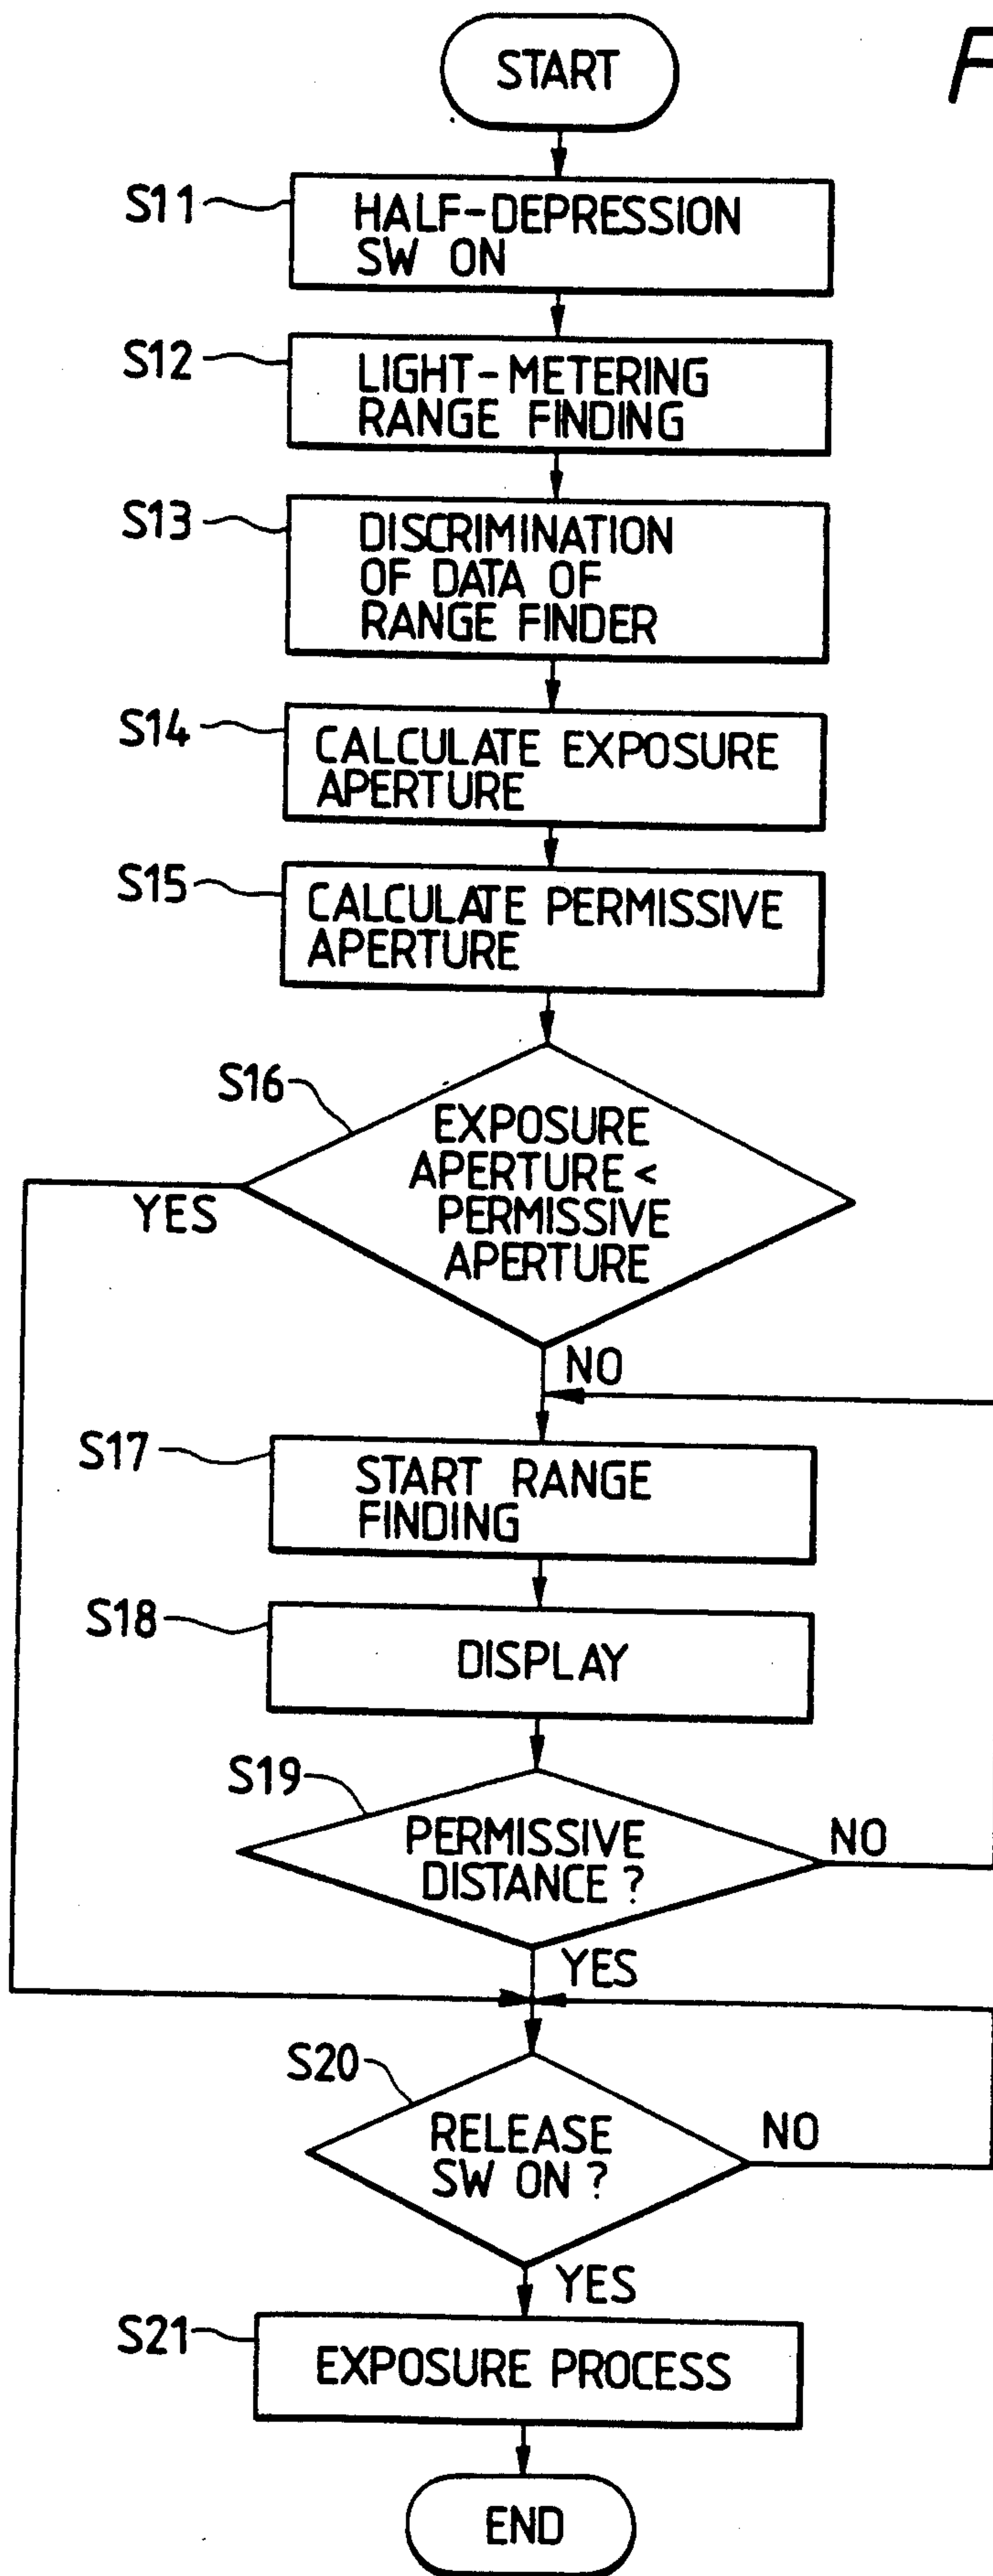 F
START
S11
HALF-DEPRESSION
SW ON
S12
LIGHT-METERING
RANGE FINDING
S13
DISCRIMINATION
OF DATA OF
RANGE FINDER
S14
CALCULATE EXPOSURE
APERTURE
S15
CALCULATE PERMISSIVE
APERTURE
S16
EXPOSURE
APERTURE <
PERMISSIVE
APERTURE
YES
NO
S17
START RANGE
FINDING
S18
DISPLAY
S19
PERMISSIVE
DISTANCE ?
NO
YES
S20
RELEASE
SW ON ?
NO
YES
S21
EXPOSURE PROCESS
END